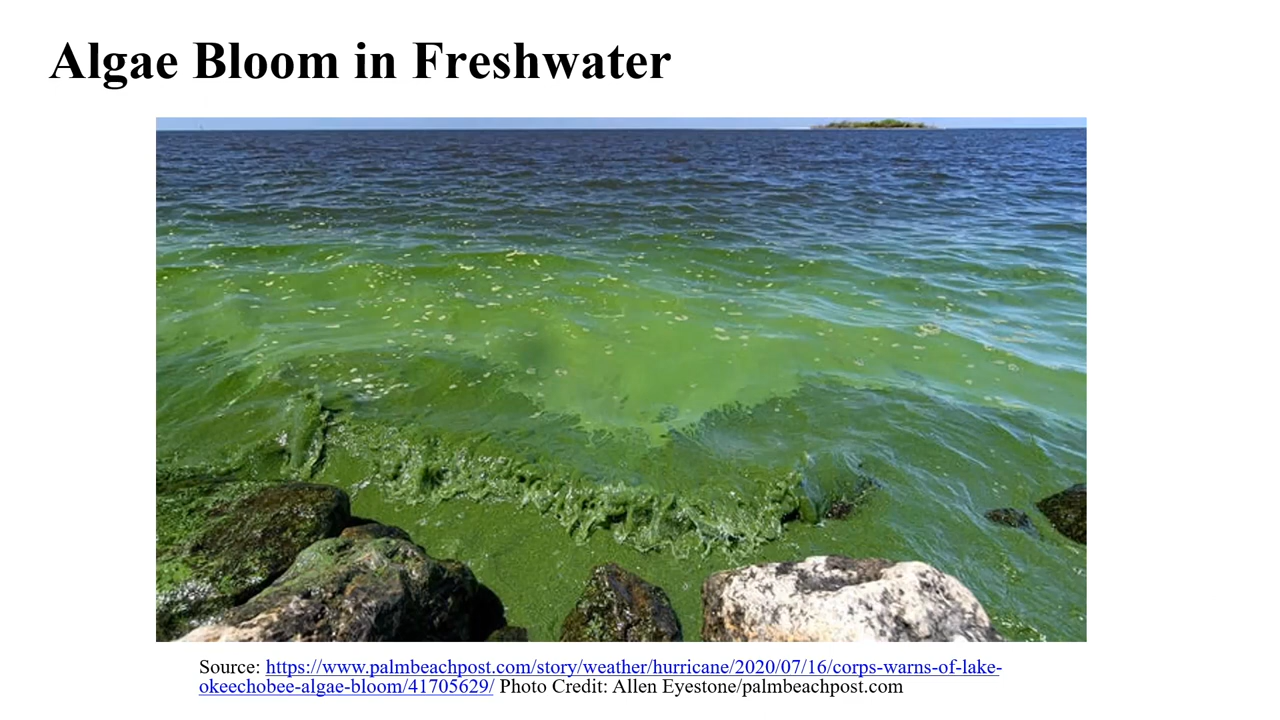 Algae Bloom in Freshwater
Source: https://www.palmbeachpost.com/story/weather/hurricane/2020/07/16/corps-warns-of-lake-
okeechobee-algae-bloom/41705629/ Photo Credit: Allen Eyestone/palmbeachpost.com